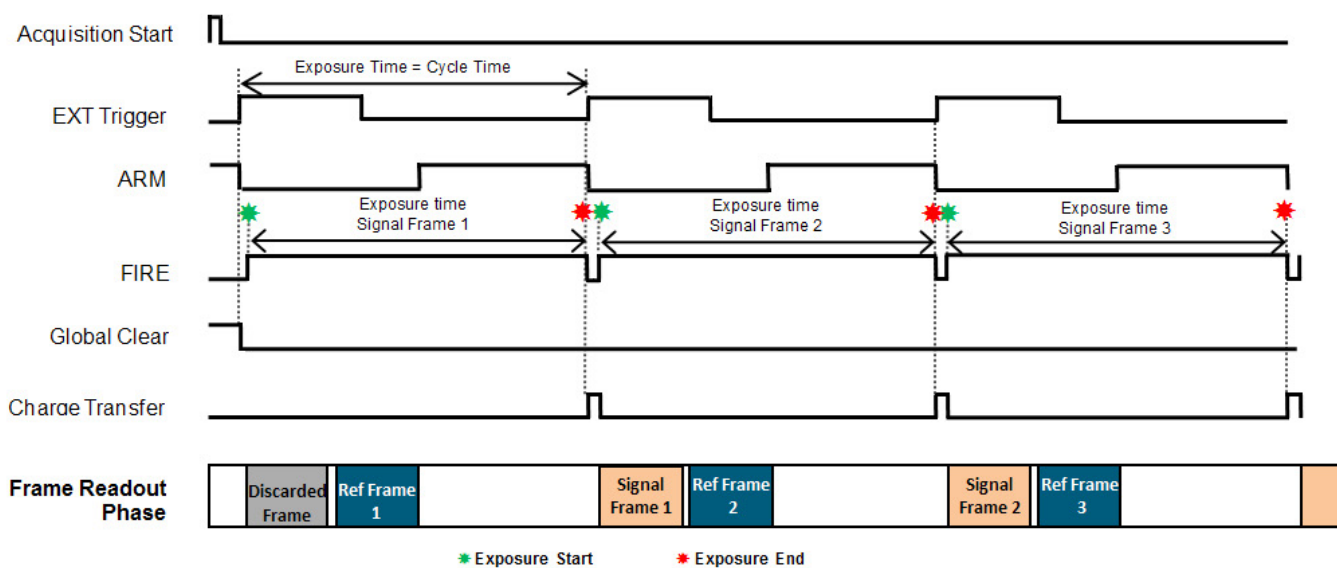 Acquisition Start
Exposure Time = Cycle Time
EXT Trigger
ARM
Exposure time
Signal Frame 1
Exposure time
Signal Frame 2
Exposure time
Signal Frame 3
FIRE
Global Clear
Charge Transfer
Frame Readout
Phase
Discarded
Frame
Ref Frame
1
Signal
Frame 1
Ref Frame
2
Signal
Frame 2
Ref Frame
3
Exposure Start
Exposure End